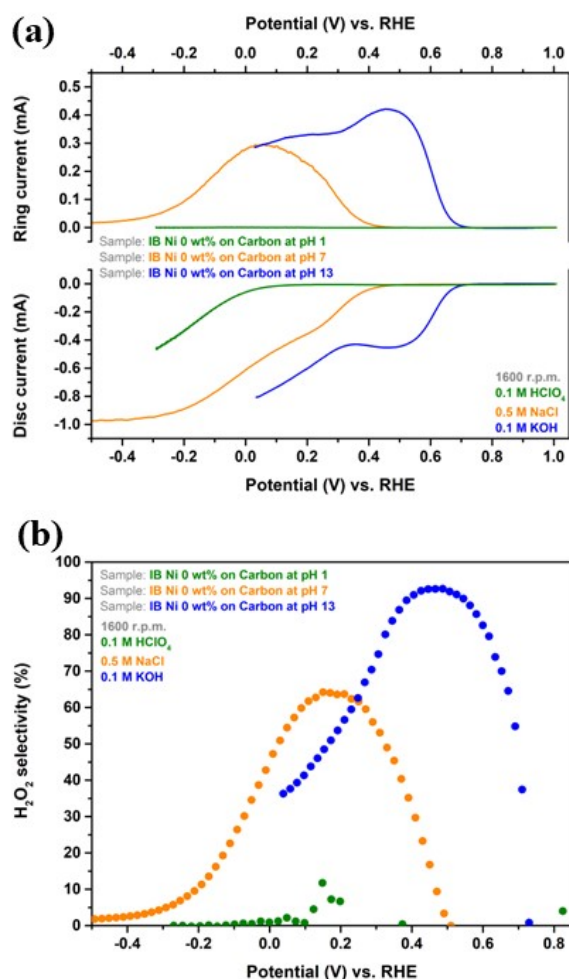 (a)
Potential (V) vs. RHE
-0.4 -0.2 0.0 0.2 0.4 0.6 0.8 1.0
Ring current (mA)
0.5
0.4
0.3
0.2
0.1
0.0
Sample: IB Ni 0 wt% on Carbon at pH 1
Sample: IB Ni 0 wt% on Carbon at pH 7
Sample: IB Ni 0 wt% on Carbon at pH 13
Disc current (mA)
0.0
-0.2
-0.4
-0.6
-0.8
-1.0
1600 r.p.m.
0.1 M HClO₄
0.5 M NaCl
0.1 M KOH
-0.4 -0.2 0.0 0.2 0.4 0.6 0.8 1.0
Potential (V) vs. RHE
(b)
H₂O₂ selectivity (%)
100
90
80
70
60
50
40
30
20
10
0
Sample: IB Ni 0 wt% on Carbon at pH 1
Sample: IB Ni 0 wt% on Carbon at pH 7
Sample: IB Ni 0 wt% on Carbon at pH 13
1600 r.p.m.
0.1 M HClO₄
0.5 M NaCl
0.1 M KOH
-0.4 -0.2 0.0 0.2 0.4 0.6 0.8
Potential (V) vs. RHE